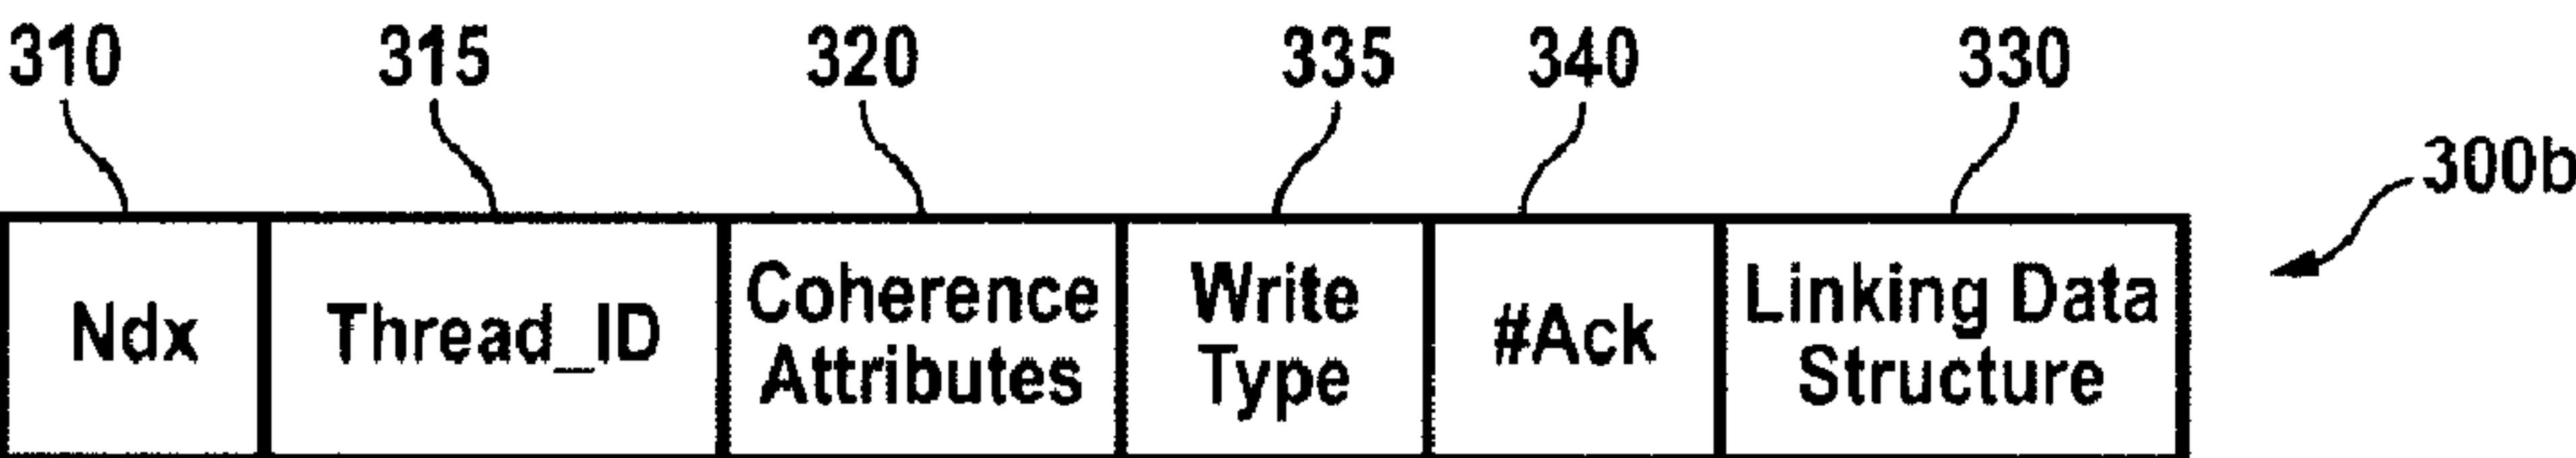 310 315 320 335 340 330
300b
Ndx Thread_ID Coherence Attributes Write Type #Ack Linking Data Structure